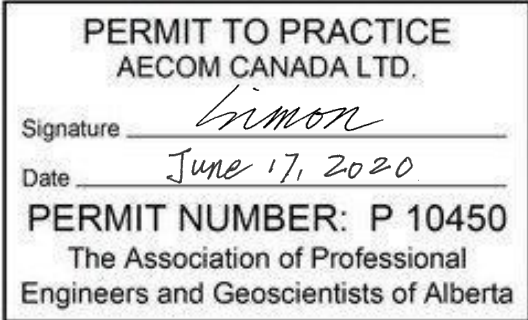 PERMIT TO PRACTICE
AECOM CANADA LTD.
Signature Simon
Date June 17, 2020
PERMIT NUMBER: P 10450
The Association of Professional
Engineers and Geoscientists of Alberta